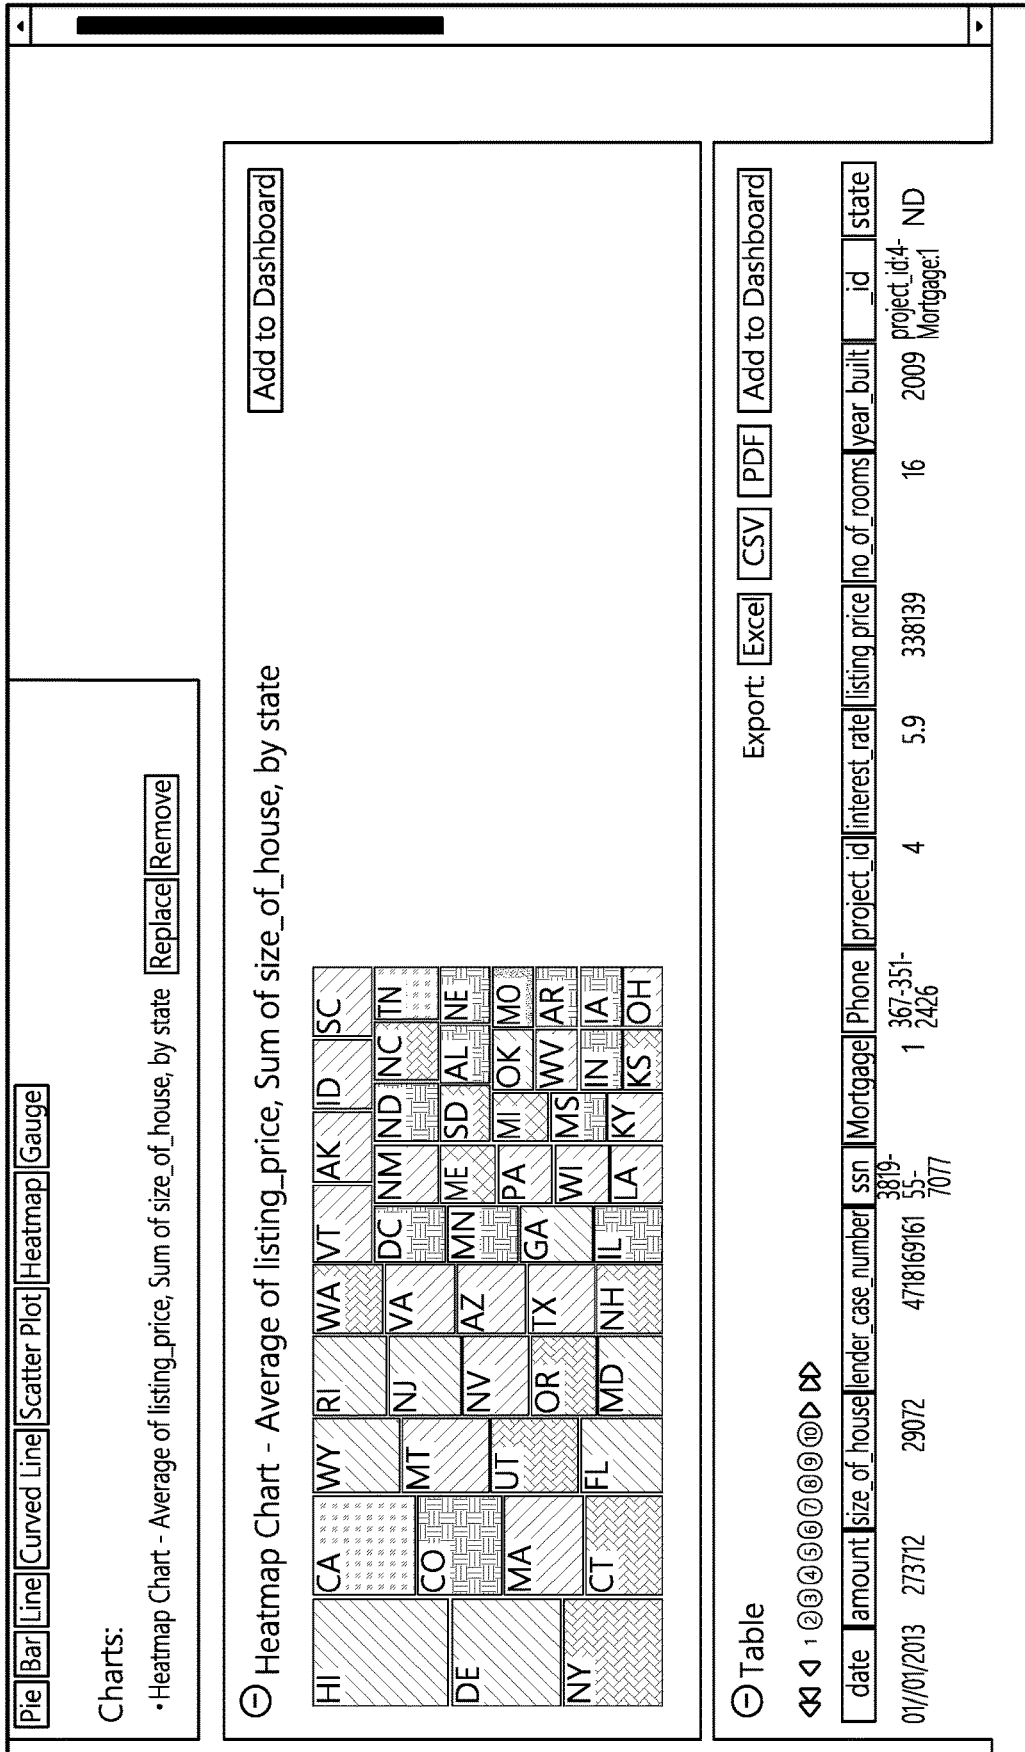 Pie Bar Line Curved Line Scatter Plot Heatmap Gauge
Charts:
•Heatmap Chart - Average of listing_price, Sum of size_of_house, by state Replace Remove
Heatmap Chart - Average of listing_price, Sum of size_of_house, by state
Add to Dashboard
HI
DE
NY
CA
CO
MA
CT
WY
MT
UT
FL
RI
NJ
NV
OR
MD
WA
VA
AZ
TX
NH
VT AK ID SC
DC NM ND NC TN
MN ME SD AL NE
GA PA MI OK MO
WI MS WV AR
IL LA KY IN IA
KS OH
Table
Export: Excel CSV PDF Add to Dashboard
1 2 3 4 5 6 7 8 9 10
date amount size_of_house lender_case_number ssn Mortgage Phone project_id interest_rate listing price no_of_rooms year_built _id state
01//01/2013 273712 29072 4718169161 3819- 1 367-351- 4 5.9 338139 16 2009 project_id:4- ND
55- 2426 Mortgage:1
7077